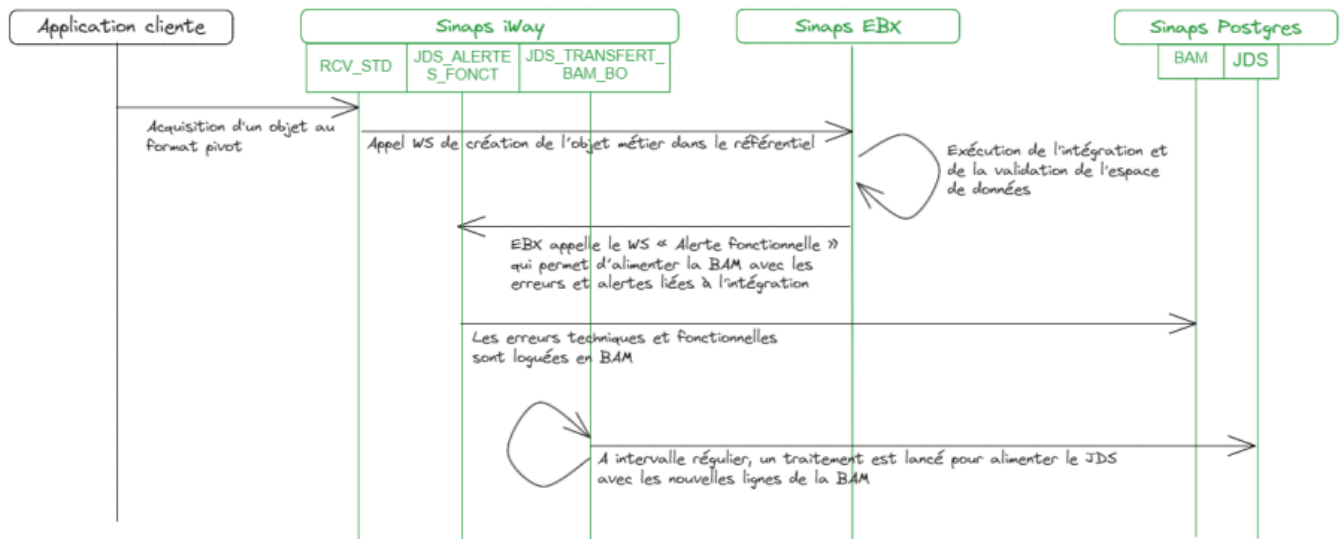 Application cliente
Sinaps iWay
Sinaps EBX
Sinaps Postgres
RCV_STD
JDS_ALERTE
S_FONCT
JDS_TRANSFERT_
BAM_BO
BAM
JDS
Acquisition d'un objet au
format pivot
Appel WS de création de l'objet métier dans le référentiel
Exécution de l'intégration et
de la validation de l'espace
de données
EBX appelle le WS « Alerte fonctionnelle »
qui permet d'alimenter la BAM avec les
erreurs et alertes liées à l'intégration
Les erreurs techniques et fonctionnelles
sont loguées en BAM
A intervalle régulier, un traitement est lancé pour alimenter le JDS
avec les nouvelles lignes de la BAM